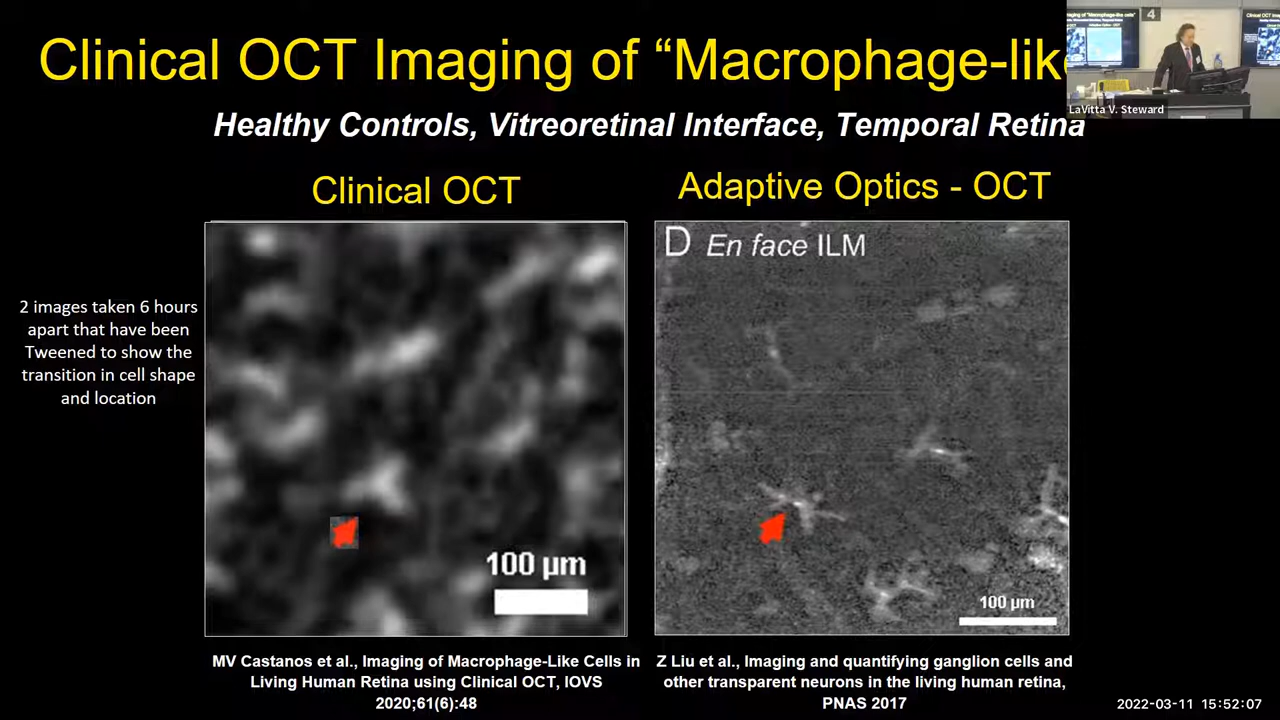 Clinical OCT Imaging of “Macrophage-lik
Healthy Controls, Vitreoretinal Interface, Temporal Retina
4
LaVitta V. Steward
Clinical OCT
Adaptive Optics - OCT
2 images taken 6 hours
apart that have been
Tweened to show the
transition in cell shape
and location
100 µm
D En face ILM
100 µm
MV Castanos et al., Imaging of Macrophage-Like Cells in
Living Human Retina using Clinical OCT, IOVS
2020;61(6):48
Z Liu et al., Imaging and quantifying ganglion cells and
other transparent neurons in the living human retina,
PNAS 2017
2022-03-11 15:52:07